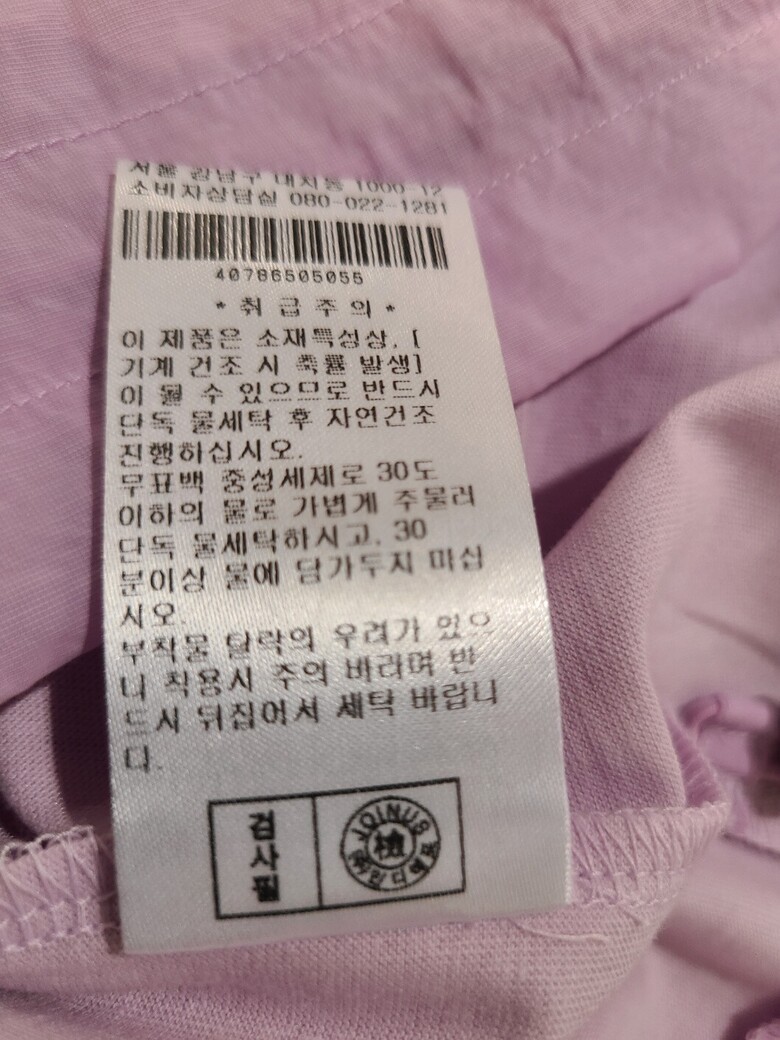 서울 강남구 대치동 1000-12
소비자상담실 080-022-1281
40786505055
*취급주의*
이 제품은 소재특성상, [
기계 건조 시 축률 발생]
이 될 수 있으므로 반드시
단독 물세탁 후 자연건조
진행하십시오.
무표백 중성세제로 30도
이하의 물로 가볍게 주물러
단독 물세탁하시고, 30
분이상 물에 담가두지 마십
시오.
부착물 탈락의 우려가 있으
니 착용시 주의 바라며 반
드시 뒤집어서 세탁 바랍니
다.
검사필
JOINUS
檢
㈜인디에프